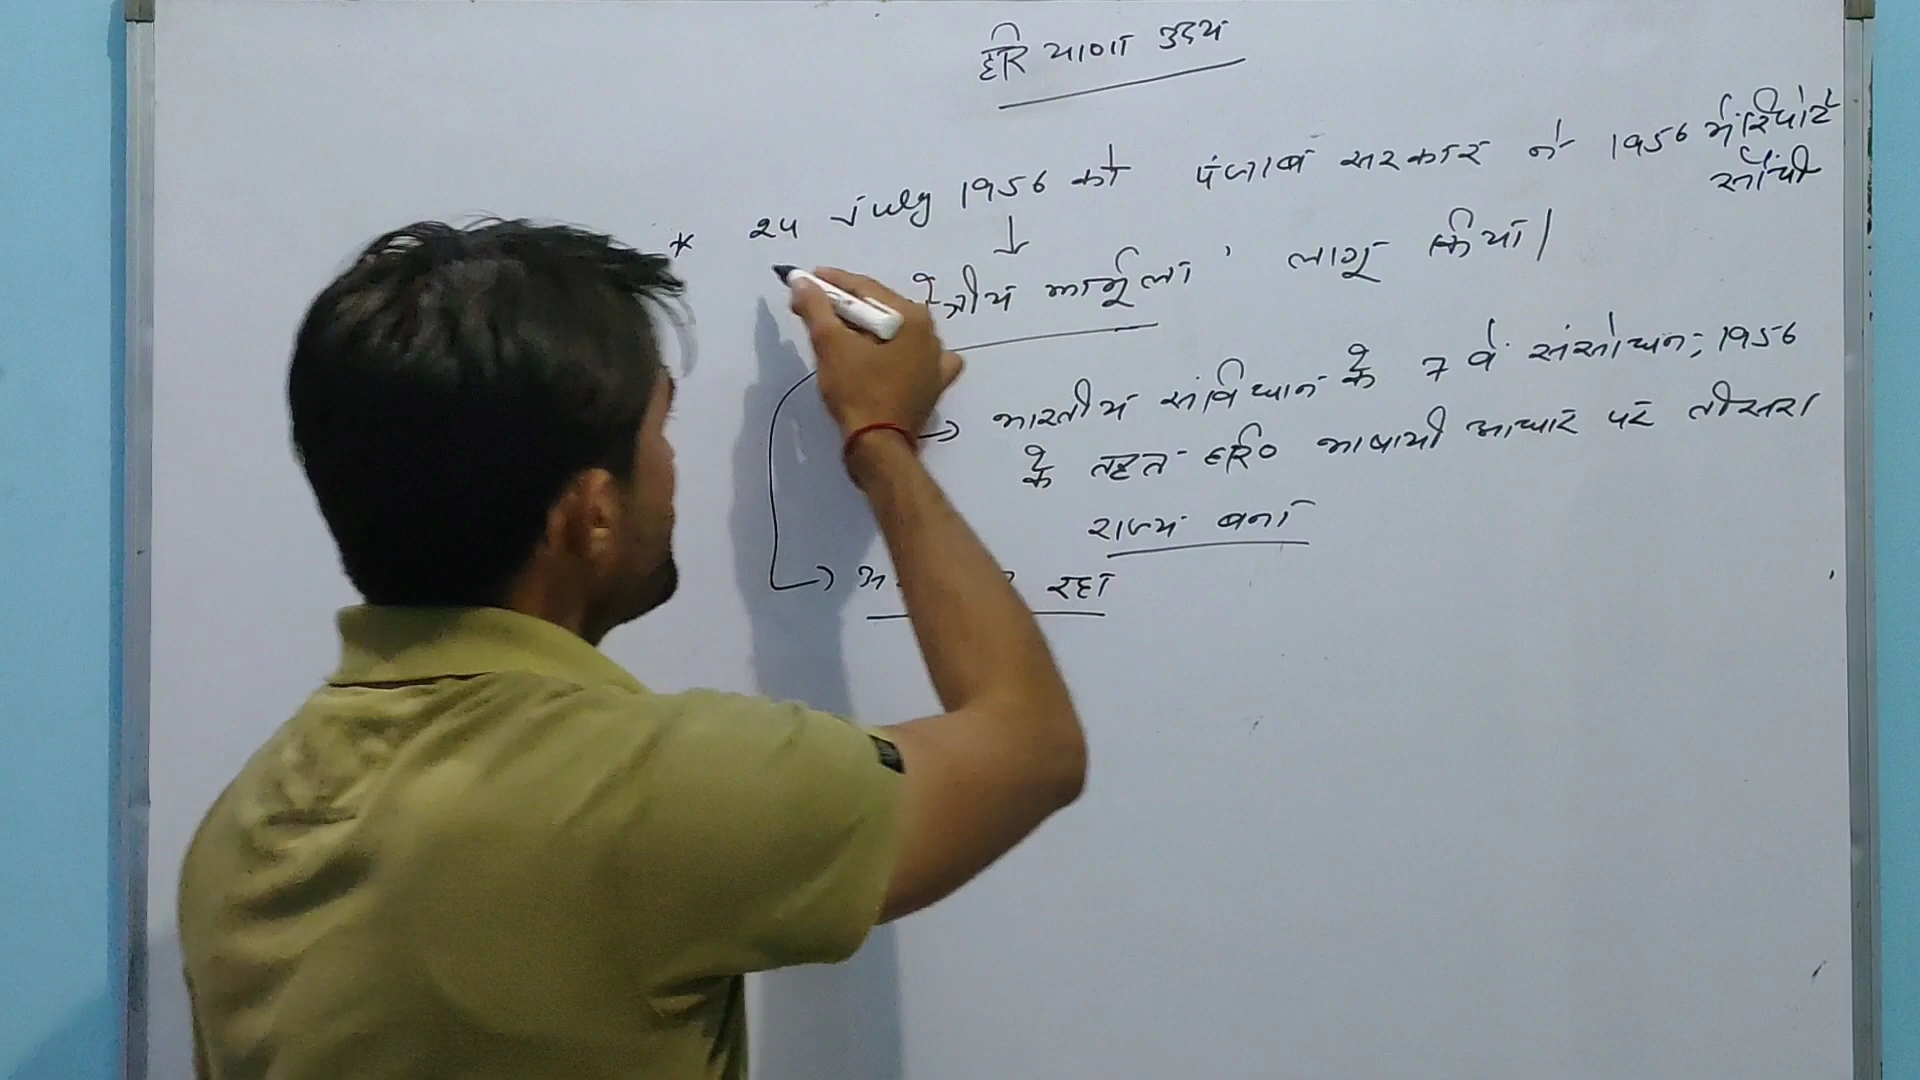 हरियाणा उदय
* 24 july 1956 को पंजाब सरकार ने 1956 में रिपोर्ट
सौंपी
↓
फार्मूला' लागू किया।
→ भारतीय संविधान के 7 वे संसोधन; 1956
के तहत हरि० भाषायी आधार पर तीसरा
राज्य बना
→ रहा